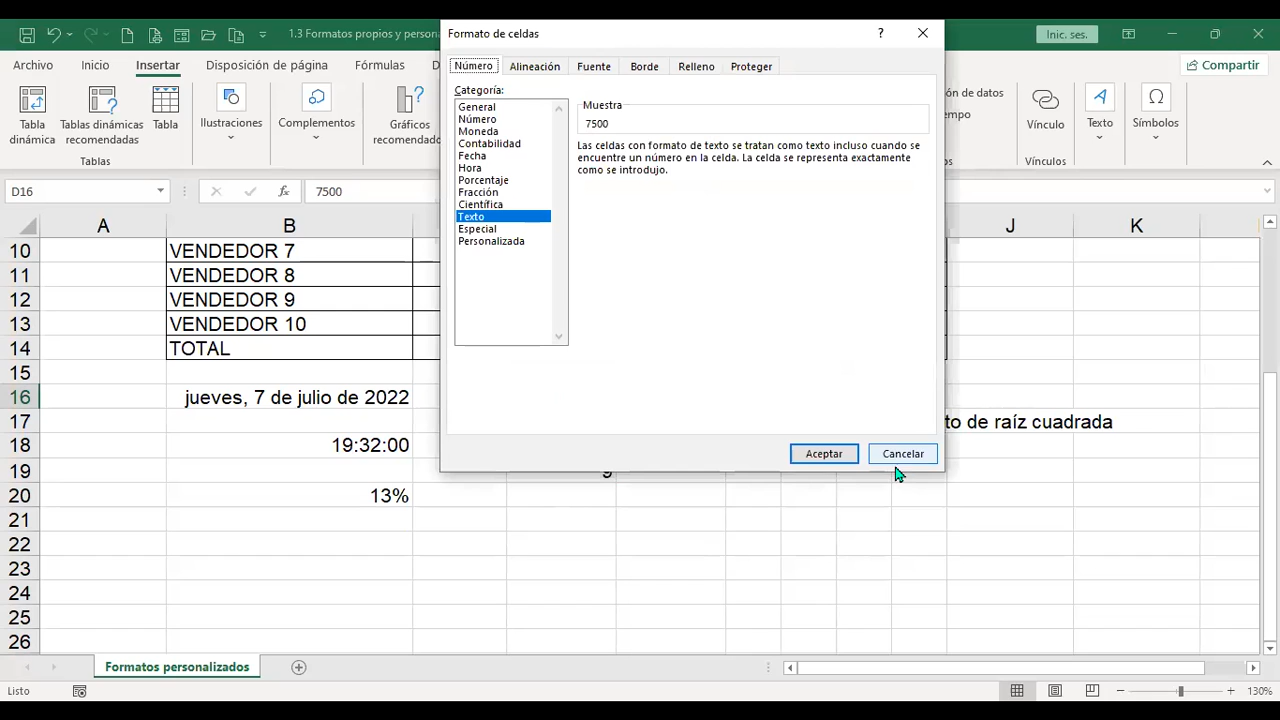 1.3 Formatos propios y persona
Inic. ses.
Archivo Inicio Insertar Disposición de página Fórmulas D
Compartir
Tabla dinámica
Tablas dinámicas recomendadas
Tabla
Ilustraciones
Complementos
Gráficos recomendado
ón de datos
empo
Vínculo
Texto
Símbolos
Tablas
s
Vínculos
D16
fx
7500
Formato de celdas
?
Número Alineación Fuente Borde Relleno Proteger
Categoría:
General
Número
Moneda
Contabilidad
Fecha
Hora
Porcentaje
Fracción
Científica
Texto
Especial
Personalizada
Muestra
7500
Las celdas con formato de texto se tratan como texto incluso cuando se
encuentre un número en la celda. La celda se representa exactamente
como se introdujo.
Aceptar Cancelar
A B J K
10 VENDEDOR 7
11 VENDEDOR 8
12 VENDEDOR 9
13 VENDEDOR 10
14 TOTAL
15
16 jueves, 7 de julio de 2022
17 to de raíz cuadrada
18 19:32:00
19 9
20 13%
21
22
23
24
25
26
Formatos personalizados
Listo
130%